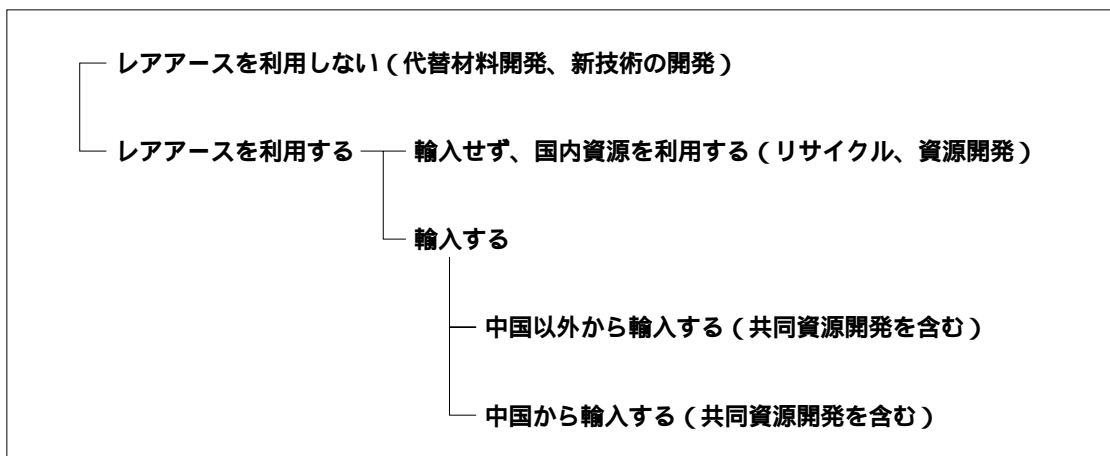 レアアースを利用しない（代替材料開発、新技術の開発）
レアアースを利用する
輸入せず、国内資源を利用する（リサイクル、資源開発）
輸入する
中国以外から輸入する（共同資源開発を含む）
中国から輸入する（共同資源開発を含む）